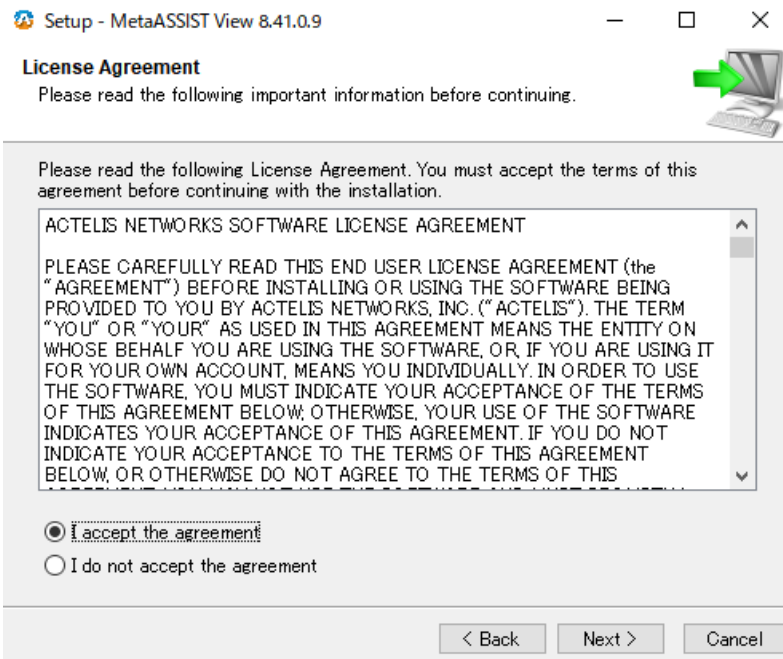 Setup - MetaASSIST View 8.41.0.9
License Agreement
Please read the following important information before continuing.
Please read the following License Agreement. You must accept the terms of this
agreement before continuing with the installation.
ACTELIS NETWORKS SOFTWARE LICENSE AGREEMENT
PLEASE CAREFULLY READ THIS END USER LICENSE AGREEMENT (the
"AGREEMENT") BEFORE INSTALLING OR USING THE SOFTWARE BEING
PROVIDED TO YOU BY ACTELIS NETWORKS, INC. ("ACTELIS"). THE TERM
"YOU" OR "YOUR" AS USED IN THIS AGREEMENT MEANS THE ENTITY ON
WHOSE BEHALF YOU ARE USING THE SOFTWARE, OR, IF YOU ARE USING IT
FOR YOUR OWN ACCOUNT, MEANS YOU INDIVIDUALLY. IN ORDER TO USE
THE SOFTWARE, YOU MUST INDICATE YOUR ACCEPTANCE OF THE TERMS
OF THIS AGREEMENT BELOW; OTHERWISE, YOUR USE OF THE SOFTWARE
INDICATES YOUR ACCEPTANCE OF THIS AGREEMENT. IF YOU DO NOT
INDICATE YOUR ACCEPTANCE TO THE TERMS OF THIS AGREEMENT
BELOW, OR OTHERWISE DO NOT AGREE TO THE TERMS OF THIS
I accept the agreement
I do not accept the agreement
< Back
Next >
Cancel